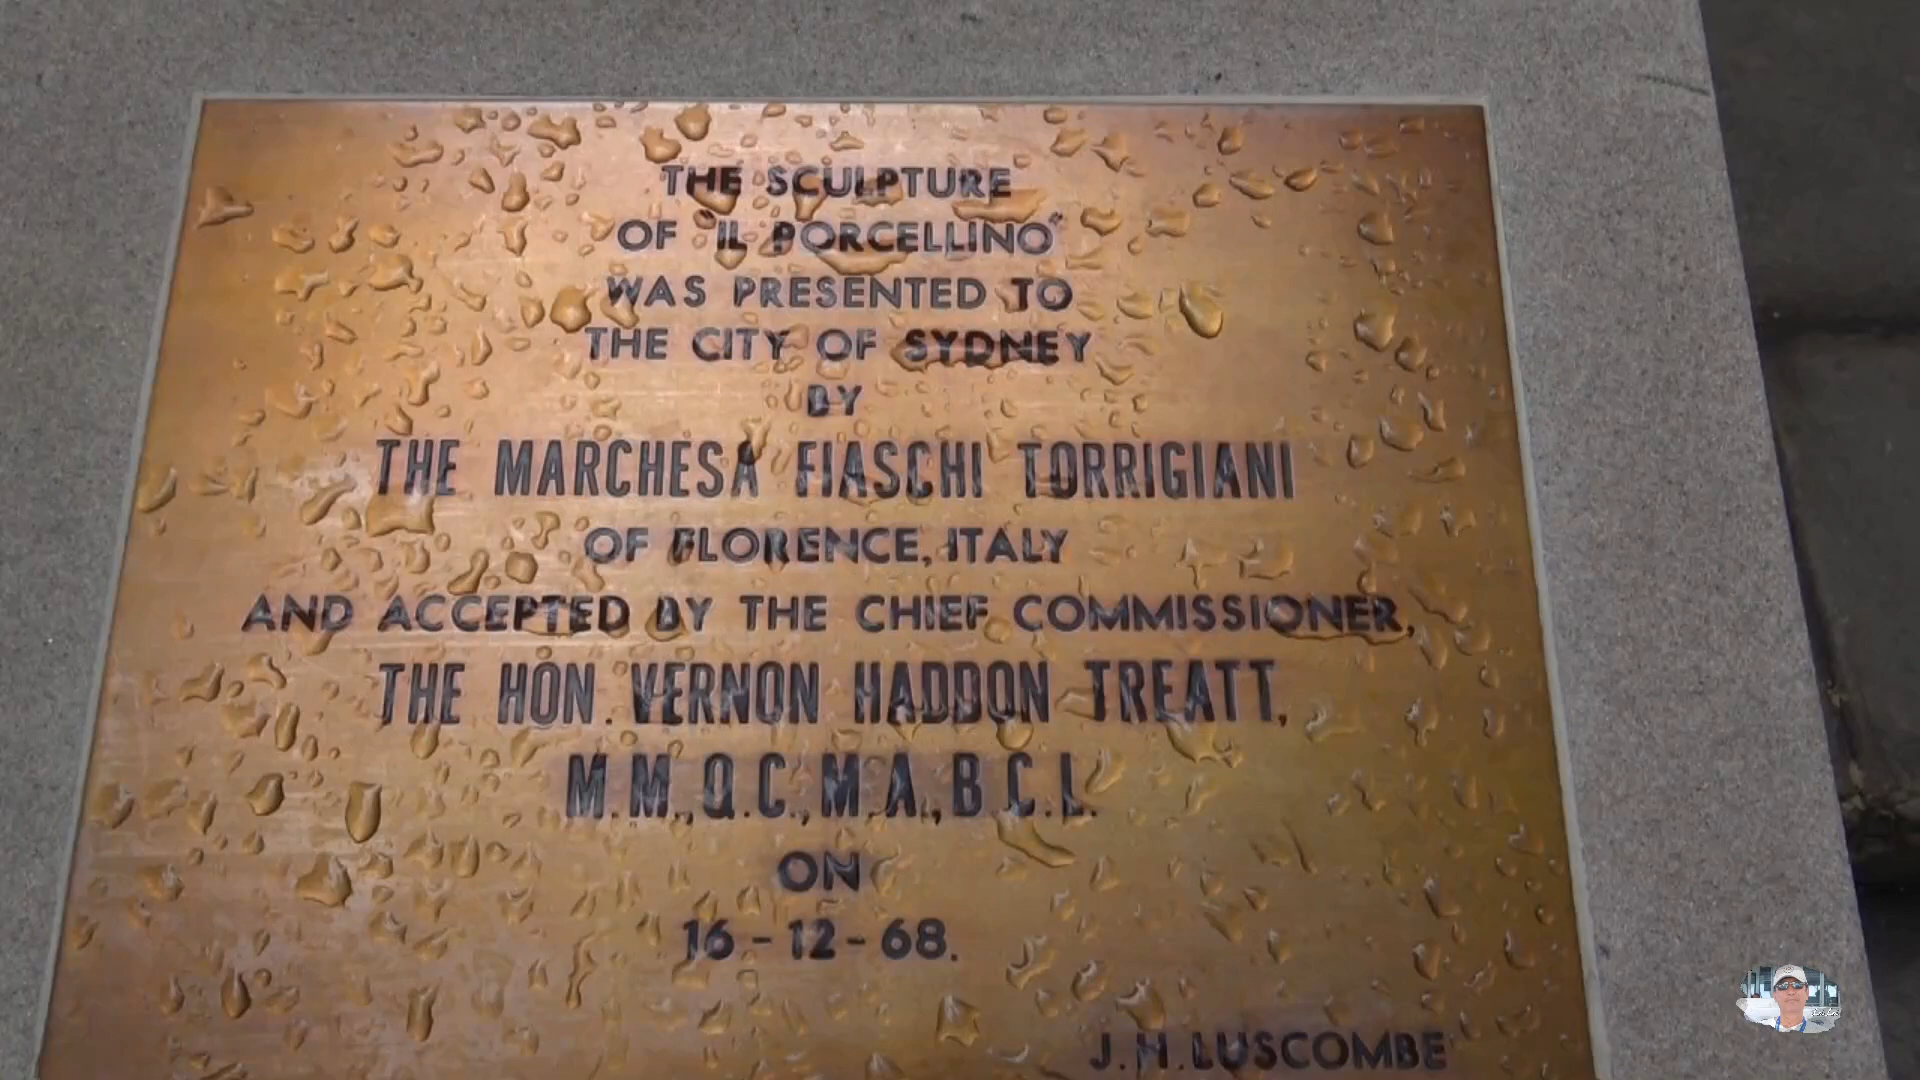 THE SCULPTURE
OF "IL PORCELLINO"
WAS PRESENTED TO
THE CITY OF SYDNEY
BY
THE MARCHESA FIASCHI TORRIGIANI
OF FLORENCE, ITALY
AND ACCEPTED BY THE CHIEF COMMISSIONER,
THE HON. VERNON HADDON TREATT,
M.M., Q.C., M.A., B.C.L.
ON
16-12-68.
J.H. LUSCOMBE